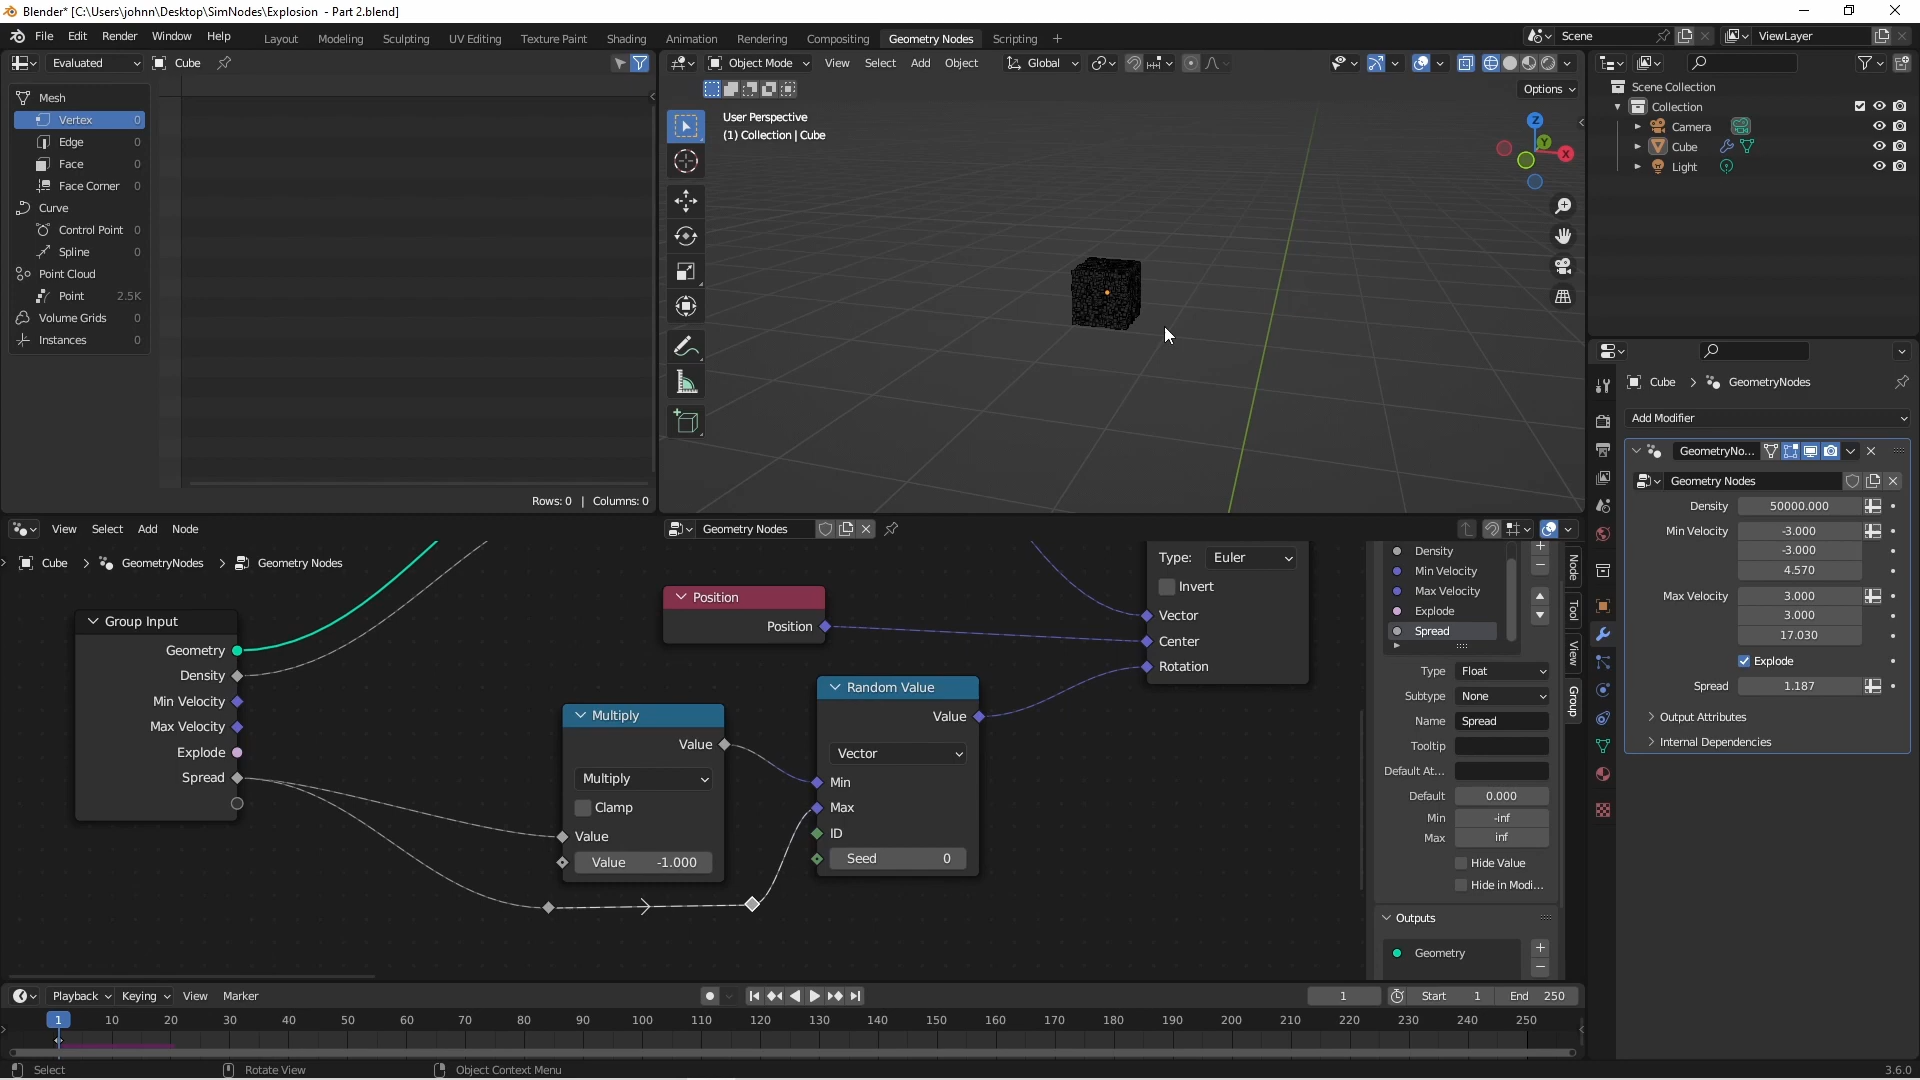 Blender* [C:\Users\johnn\Desktop\SimNodes\Explosion - Part 2.blend]
File Edit Render Window Help
Layout Modeling Sculpting UV Editing Texture Paint Shading Animation Rendering Compositing Geometry Nodes Scripting
Scene
ViewLayer
Evaluated
Cube
Mesh
Vertex 0
Edge 0
Face 0
Face Corner 0
Curve
Control Point 0
Spline 0
Point Cloud
Point 2.5K
Volume Grids 0
Instances 0
Rows: 0 | Columns: 0
Object Mode View Select Add Object
Global
Options
User Perspective
(1) Collection | Cube
Z
Y
X
Scene Collection
Collection
Camera
Cube
Light
Cube > GeometryNodes
Add Modifier
GeometryNo...
Geometry Nodes
Density 50000.000
Min Velocity -3.000
-3.000
4.570
Max Velocity 3.000
3.000
17.030
Explode
Spread 1.187
Output Attributes
Internal Dependencies
View Select Add Node
Geometry Nodes
Cube > GeometryNodes > Geometry Nodes
Group Input
Geometry
Density
Min Velocity
Max Velocity
Explode
Spread
Position
Position
Multiply
Value
Multiply
Clamp
Value
Value -1.000
Random Value
Value
Vector
Min
Max
ID
Seed 0
Type: Euler
Invert
Vector
Center
Rotation
Density
Min Velocity
Max Velocity
Explode
Spread
Type Float
Subtype None
Name Spread
Tooltip
Default At...
Default 0.000
Min -inf
Max inf
Hide Value
Hide in Modi...
Outputs
Geometry
Node
Tool
View
Group
Playback Keying View Marker
1
Start 1
End 250
1 10 20 30 40 50 60 70 80 90 100 110 120 130 140 150 160 170 180 190 200 210 220 230 240 250
Select
Rotate View
Object Context Menu
3.6.0